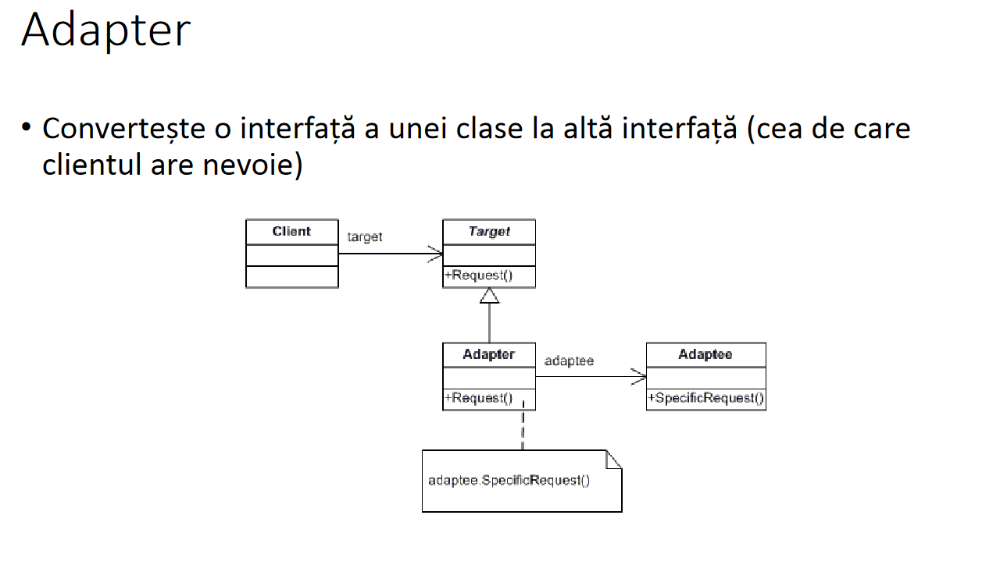 Adapter
• Convertește o interfață a unei clase la altă interfață (cea de care
clientul are nevoie)
Client
target
Target
+Request()
Adapter
adaptee
Adaptee
+Request()
+SpecificRequest()
adaptee.SpecificRequest()